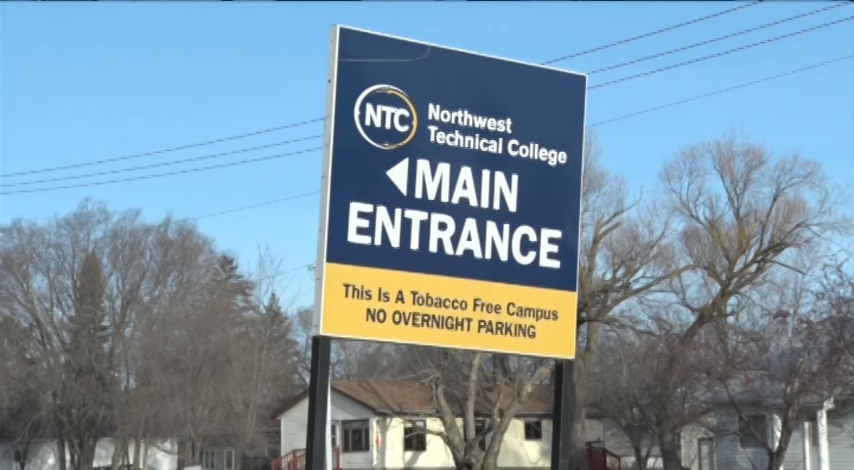 NTC
Northwest
Technical College
MAIN
ENTRANCE
This Is A Tobacco Free Campus
NO OVERNIGHT PARKING